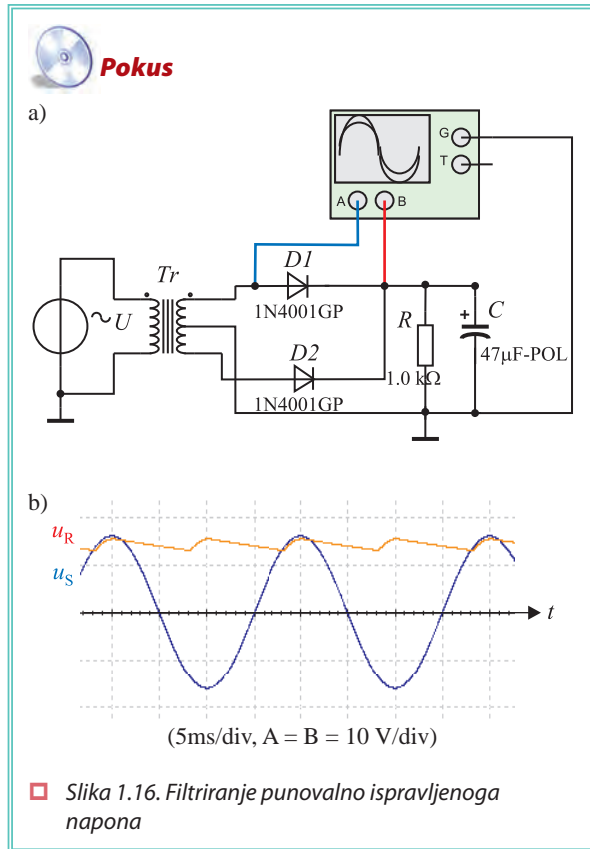 Pokus
a)
G
T
A
B
Tr
D1
1N4001GP
~U
D2
1N4001GP
R
1.0 kΩ
+
C
47µF-POL
b)
uR
uS
t
(5ms/div, A = B = 10 V/div)
Slika 1.16. Filtriranje punovalno ispravljenoga
napona